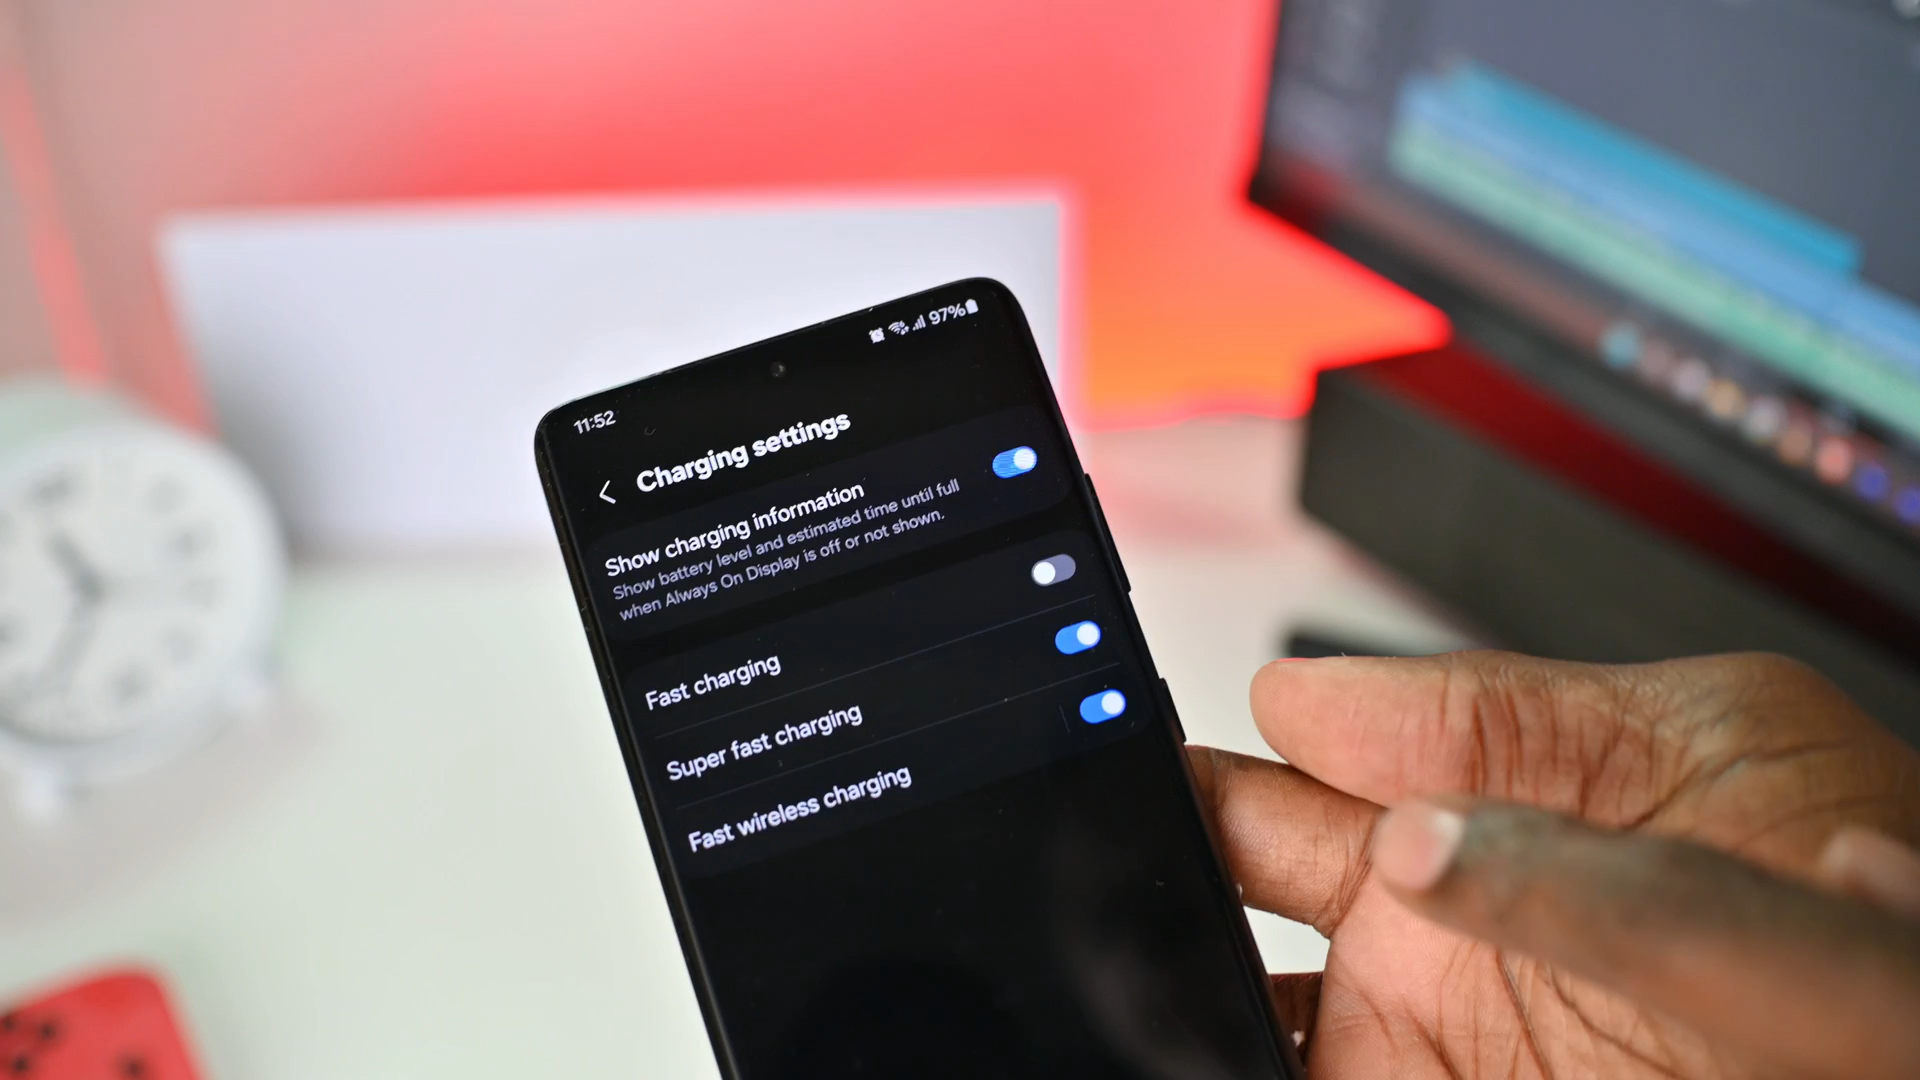 11:52
97%
Charging settings
Show charging information
Show battery level and estimated time until full
when Always On Display is off or not shown.
Fast charging
Super fast charging
Fast wireless charging